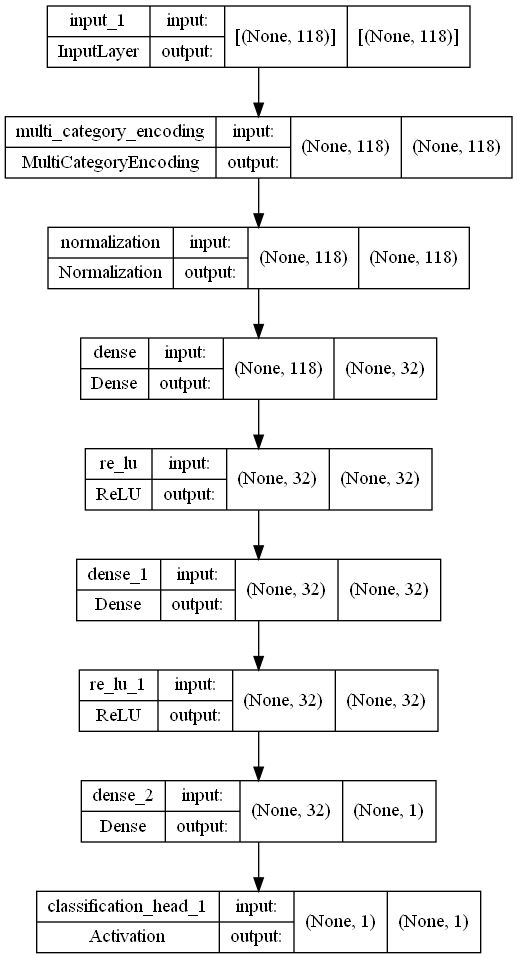 input_1 input: [(None, 118)] [(None, 118)]
InputLayer output:
multi_category_encoding input: (None, 118) (None, 118)
MultiCategoryEncoding output:
normalization input: (None, 118) (None, 118)
Normalization output:
dense input: (None, 118) (None, 32)
Dense output:
re_lu input: (None, 32) (None, 32)
ReLU output:
dense_1 input: (None, 32) (None, 32)
Dense output:
re_lu_1 input: (None, 32) (None, 32)
ReLU output:
dense_2 input: (None, 32) (None, 1)
Dense output:
classification_head_1 input: (None, 1) (None, 1)
Activation output: